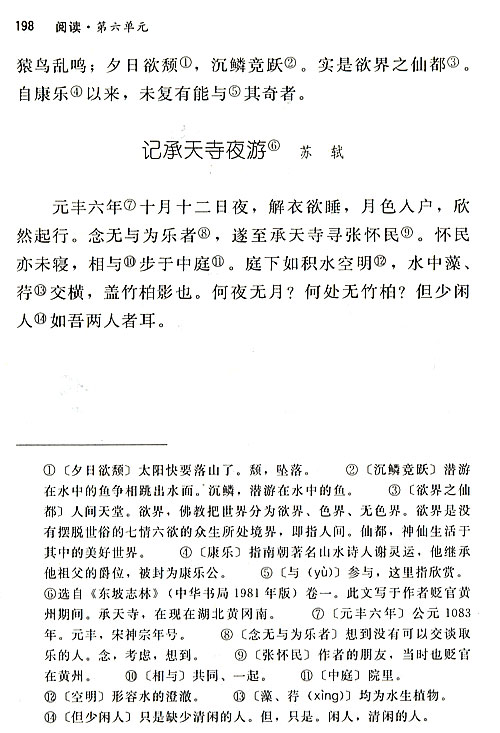 198 阅读·第六单元
猿鸟乱鸣；夕日欲颓①，沉鳞竞跃②。实是欲界之仙都③。
自康乐④以来，未复有能与⑤其奇者。
记承天寺夜游⑥ 苏 轼
元丰六年⑦十月十二日夜，解衣欲睡，月色入户，欣
然起行。念无与为乐者⑧，遂至承天寺寻张怀民⑨。怀民
亦未寝，相与⑩步于中庭⑪。庭下如积水空明⑫，水中藻、
荇⑬交横，盖竹柏影也。何夜无月？何处无竹柏？但少闲
人⑭如吾两人者耳。
①〔夕日欲颓〕太阳快要落山了。颓，坠落。 ②〔沉鳞竞跃〕潜游
在水中的鱼争相跳出水面。沉鳞，潜游在水中的鱼。 ③〔欲界之仙
都〕人间天堂。欲界，佛教把世界分为欲界、色界、无色界。欲界是没
有摆脱世俗的七情六欲的众生所处境界，即指人间。仙都，神仙生活于
其中的美好世界。 ④〔康乐〕指南朝著名山水诗人谢灵运，他继承
他祖父的爵位，被封为康乐公。 ⑤〔与（yù）〕参与，这里指欣赏。
⑥选自《东坡志林》（中华书局1981年版）卷一。此文写于作者贬官黄
州期间。承天寺，在现在湖北黄冈南。 ⑦〔元丰六年〕公元1083
年。元丰，宋神宗年号。 ⑧〔念无与为乐者〕想到没有可以交谈取
乐的人。念，考虑，想到。 ⑨〔张怀民〕作者的朋友，当时也贬官
在黄州。 ⑩〔相与〕共同、一起。 ⑪〔中庭〕院里。
⑫〔空明〕形容水的澄澈。 ⑬〔藻、荇（xìng）〕均为水生植物。
⑭〔但少闲人〕只是缺少清闲的人。但，只是。闲人，清闲的人。